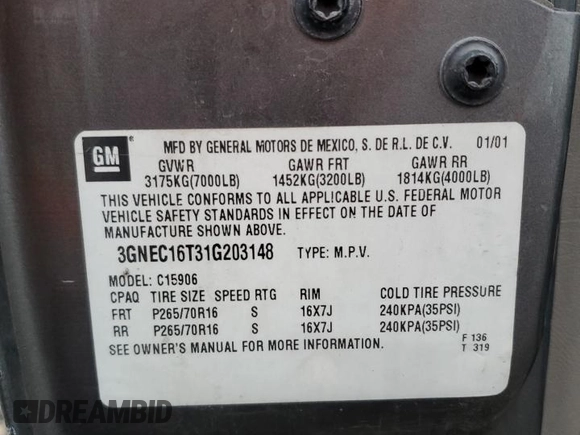 GM
MFD BY GENERAL MOTORS DE MEXICO, S. DE R.L. DE C.V. 01/01
GVWR GAWR FRT GAWR RR
3175KG(7000LB) 1452KG(3200LB) 1814KG(4000LB)
THIS VEHICLE CONFORMS TO ALL APPLICABLE U.S. FEDERAL MOTOR
VEHICLE SAFETY STANDARDS IN EFFECT ON THE DATE OF
MANUFACTURE SHOWN ABOVE.
3GNEC16T31G203148 TYPE: M.P.V.
MODEL: C15906
CPAQ TIRE SIZE SPEED RTG RIM COLD TIRE PRESSURE
FRT P265/70R16 S 16X7J 240KPA(35PSI)
RR P265/70R16 S 16X7J 240KPA(35PSI)
SEE OWNER'S MANUAL FOR MORE INFORMATION.
F 136
T 319
DREAMBID